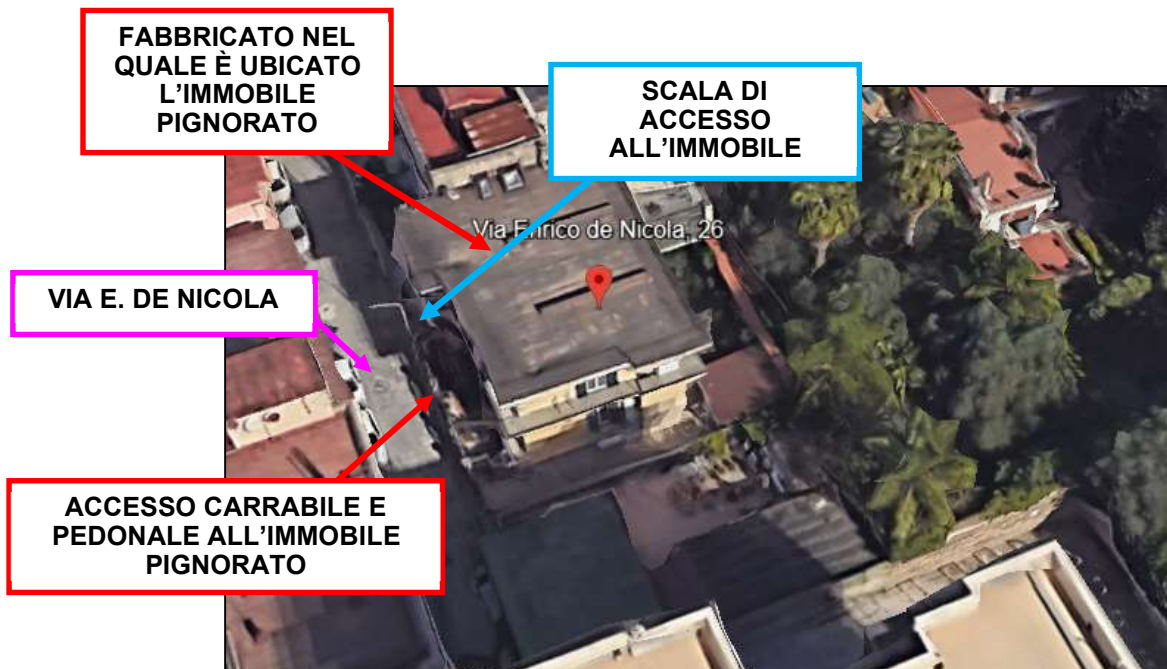 FABBRICATO NEL
QUALE È UBICATO
L’IMMOBILE
PIGNORATO
SCALA DI
ACCESSO
ALL’IMMOBILE
Via Enrico de Nicola, 26
VIA E. DE NICOLA
ACCESSO CARRABILE E
PEDONALE ALL’IMMOBILE
PIGNORATO